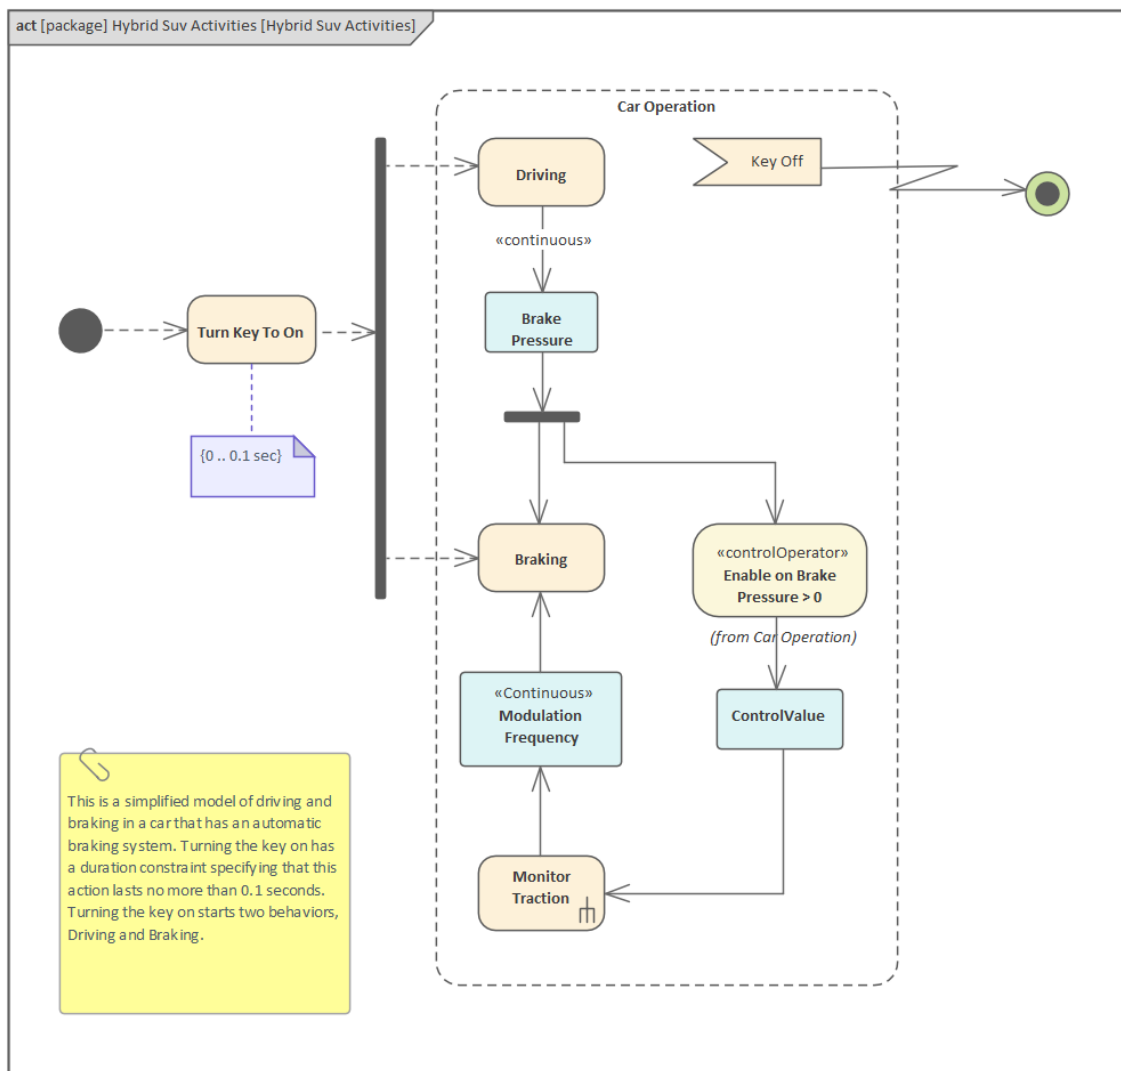 act [package] Hybrid Suv Activities [Hybrid Suv Activities]
Car Operation
Driving
Key Off
«continuous»
Turn Key To On
Brake
Pressure
{0 .. 0.1 sec}
Braking
«controlOperator»
Enable on Brake
Pressure > 0
(from Car Operation)
«Continuous»
Modulation
Frequency
ControlValue
This is a simplified model of driving and
braking in a car that has an automatic
braking system. Turning the key on has
a duration constraint specifying that this
action lasts no more than 0.1 seconds.
Turning the key on starts two behaviors,
Driving and Braking.
Monitor
Traction